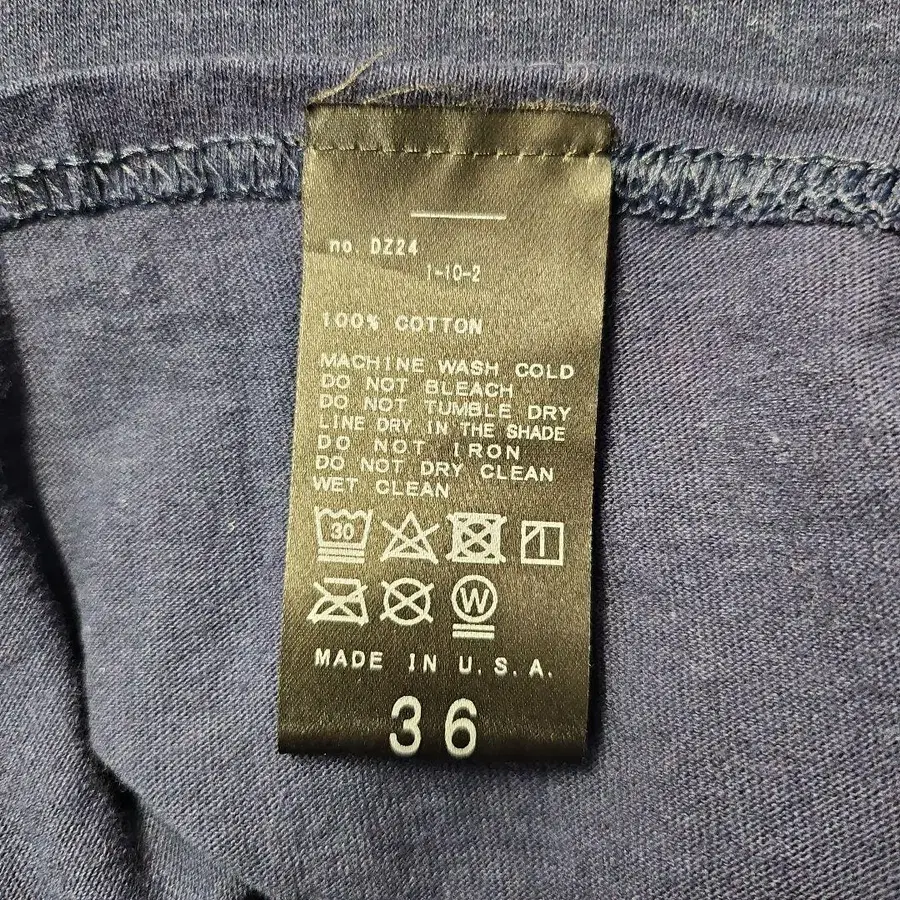 no. DZ24
1-10-2
100% COTTON
MACHINE WASH COLD
DO NOT BLEACH
DO NOT TUMBLE DRY
LINE DRY IN THE SHADE
DO NOT IRON
DO NOT DRY CLEAN
WET CLEAN
30
W
MADE IN U.S.A.
36